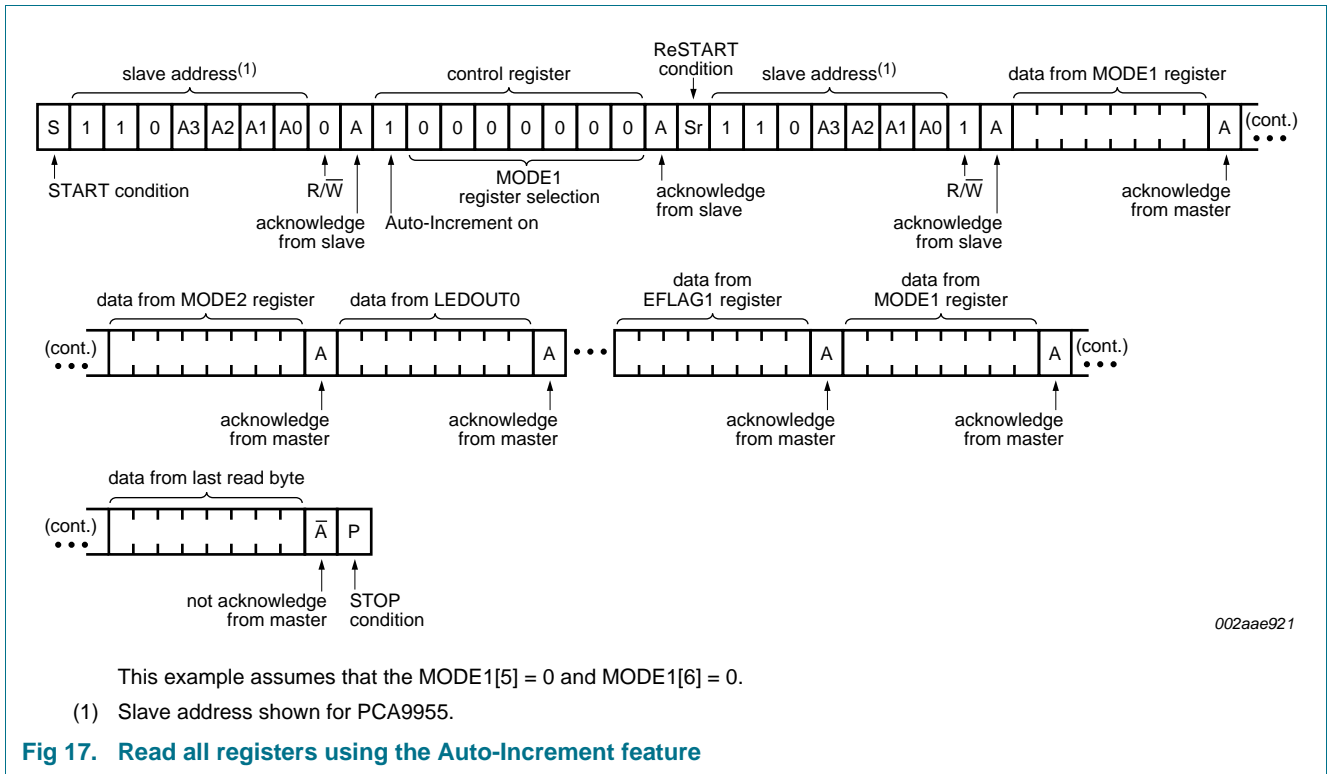 ReSTART
condition
slave address(1)
control register
slave address(1)
data from MODE1 register
S 1 1 0 A3 A2 A1 A0 0 A 1 0 0 0 0 0 0 0 A Sr 1 1 0 A3 A2 A1 A0 1 A A (cont.)
START condition
R/W̅
acknowledge
from slave
Auto-Increment on
MODE1
register selection
acknowledge
from slave
R/W̅
acknowledge
from slave
acknowledge
from master
data from MODE2 register
data from LEDOUT0
data from
EFLAG1 register
data from
MODE1 register
(cont.) A A A A (cont.)
acknowledge
from master
acknowledge
from master
acknowledge
from master
acknowledge
from master
data from last read byte
(cont.) A̅ P
not acknowledge
from master
STOP
condition
002aae921
This example assumes that the MODE1[5] = 0 and MODE1[6] = 0.
(1) Slave address shown for PCA9955.
Fig 17. Read all registers using the Auto-Increment feature